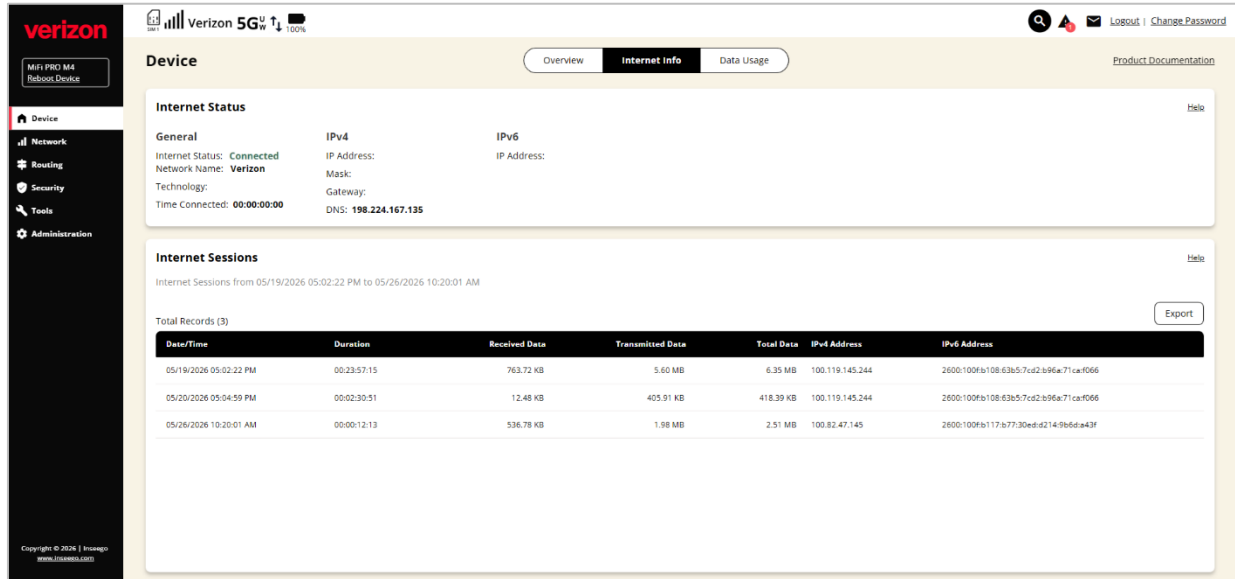 verizon
MiFi PRO M4
Reboot Device
Device
Network
Routing
Security
Tools
Administration
Copyright © 2026 | Inseego
www.inseego.com
SIM 1
Verizon 5G UW 100%
1
Logout | Change Password
Device
Overview Internet Info Data Usage
Product Documentation
Internet Status Help
General IPv4 IPv6
Internet Status: Connected IP Address: IP Address:
Network Name: Verizon Mask:
Technology: Gateway:
Time Connected: 00:00:00:00 DNS: 198.224.167.135
Internet Sessions Help
Internet Sessions from 05/19/2026 05:02:22 PM to 05/26/2026 10:20:01 AM
Total Records (3) Export
Date/Time Duration Received Data Transmitted Data Total Data IPv4 Address IPv6 Address
05/19/2026 05:02:22 PM 00:23:57:15 763.72 KB 5.60 MB 6.35 MB 100.119.145.244 2600:100f:b108:63b5:7cd2:b96a:71ca:f066
05/20/2026 05:04:59 PM 00:02:30:51 12.48 KB 405.91 KB 418.39 KB 100.119.145.244 2600:100f:b108:63b5:7cd2:b96a:71ca:f066
05/26/2026 10:20:01 AM 00:00:12:13 536.78 KB 1.98 MB 2.51 MB 100.82.47.145 2600:100f:b117:b77:30ed:d214:9b6d:a43f